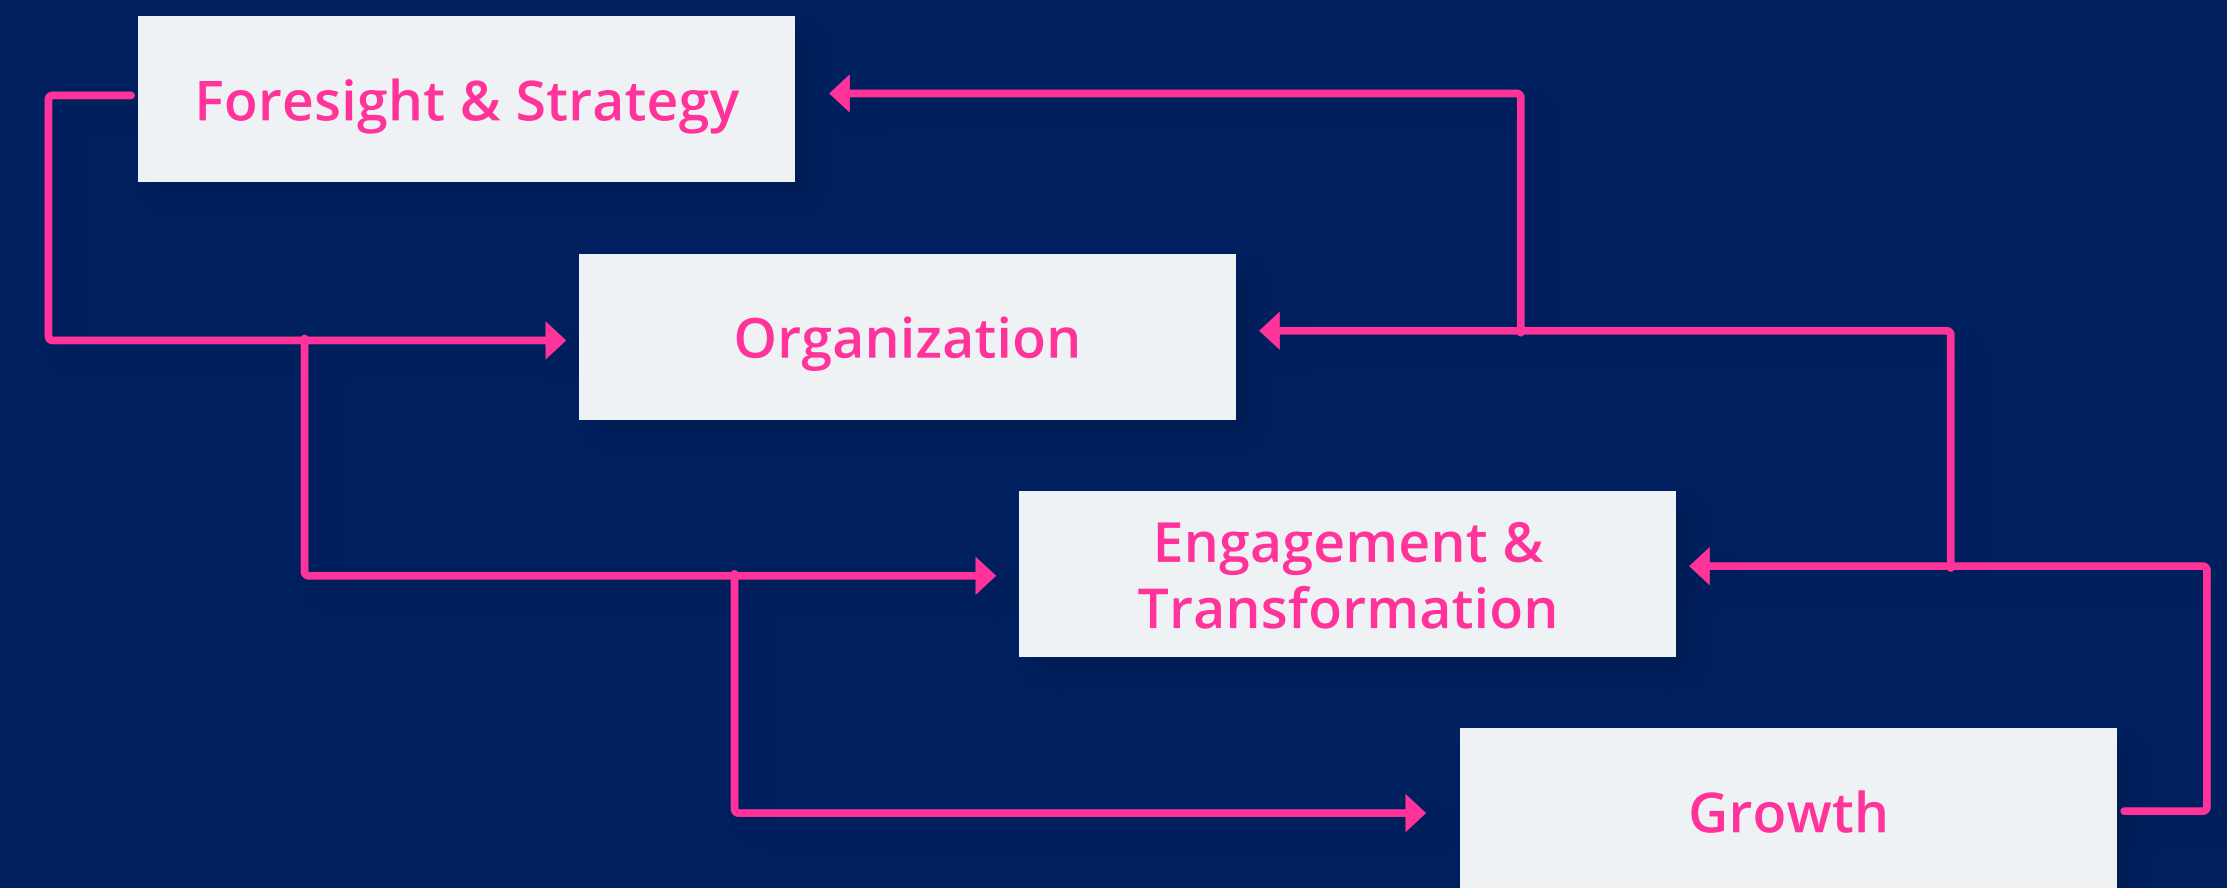 Foresight & Strategy
Organization
Engagement &
Transformation
Growth